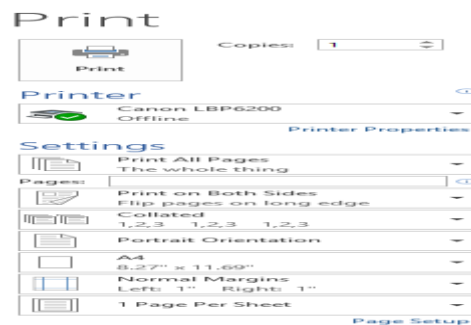 Print
Copies: 1
Print
Printer
Canon LBP6200
Offline
Printer Properties
Settings
Print All Pages
The whole thing
Pages:
Print on Both Sides
Flip pages on long edge
Collated
1,2,3 1,2,3 1,2,3
Portrait Orientation
A4
8.27" x 11.69"
Normal Margins
Left: 1" Right: 1"
1 Page Per Sheet
Page Setup